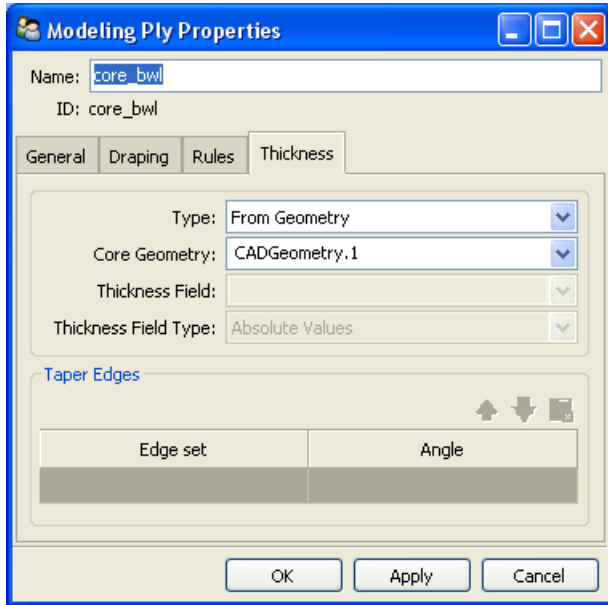 Modeling Ply Properties
Name: core_bwl
ID: core_bwl
General Draping Rules Thickness
Type: From Geometry
Core Geometry: CADGeometry.1
Thickness Field:
Thickness Field Type: Absolute Values
Taper Edges
Edge set Angle
OK Apply Cancel